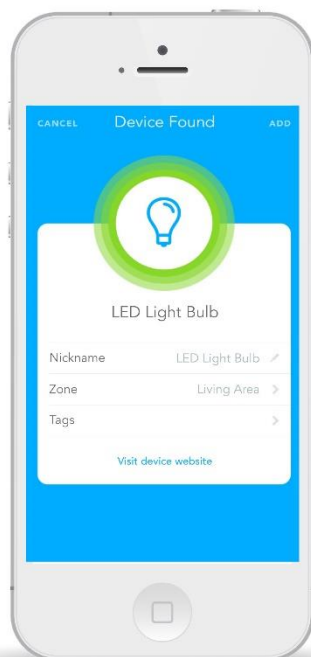 CANCEL Device Found ADD
LED Light Bulb
Nickname LED Light Bulb
Zone Living Area
Tags
Visit device website